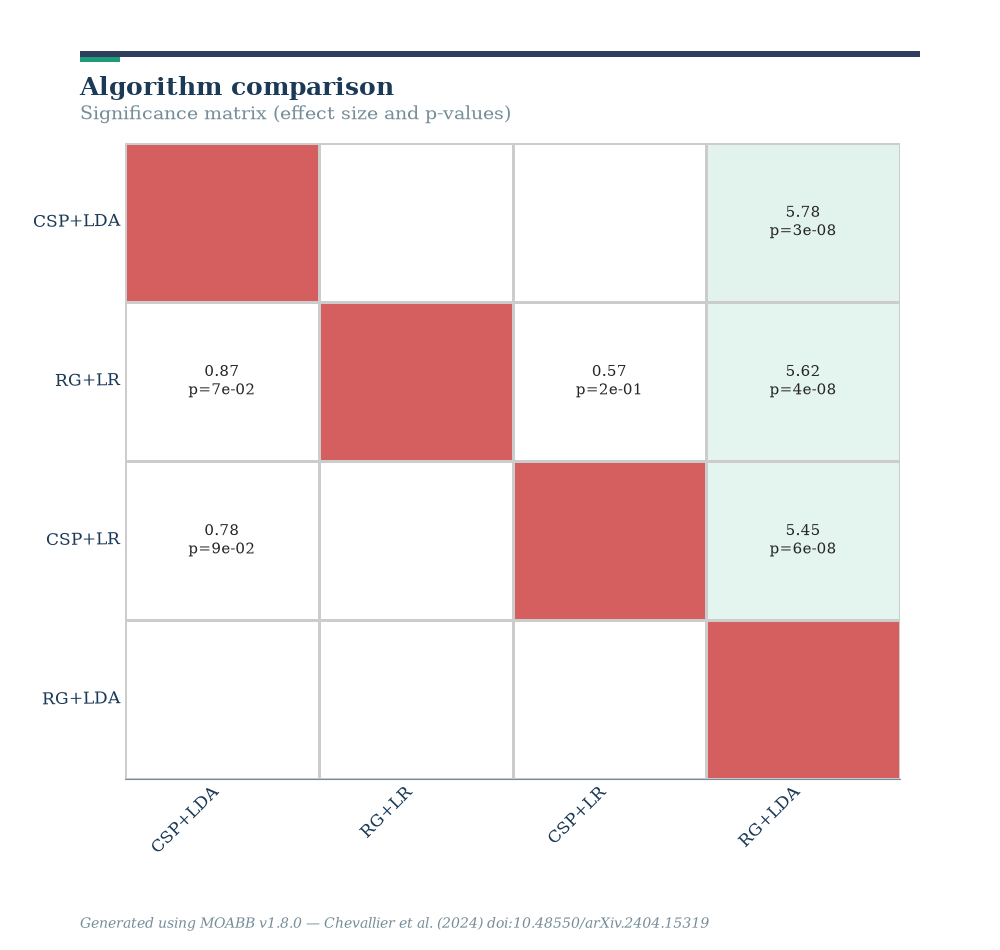 Algorithm comparison
Significance matrix (effect size and p-values)
CSP+LDA
5.78
p=3e-08
RG+LR
0.87
p=7e-02
0.57
p=2e-01
5.62
p=4e-08
CSP+LR
0.78
p=9e-02
5.45
p=6e-08
RG+LDA
CSP+LDA
RG+LR
CSP+LR
RG+LDA
Generated using MOABB v1.8.0 — Chevallier et al. (2024) doi:10.48550/arXiv.2404.15319